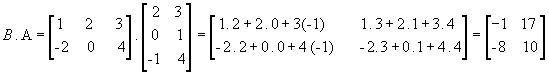 B . A = [1 2 3; -2 0 4] . [2 3; 0 1; -1 4] = [1.2 + 2.0 + 3(-1) 1.3 + 2.1 + 3.4; -2.2 + 0.0 + 4 (-1) -2.3 + 0.1 + 4.4] = [-1 17; -8 10]